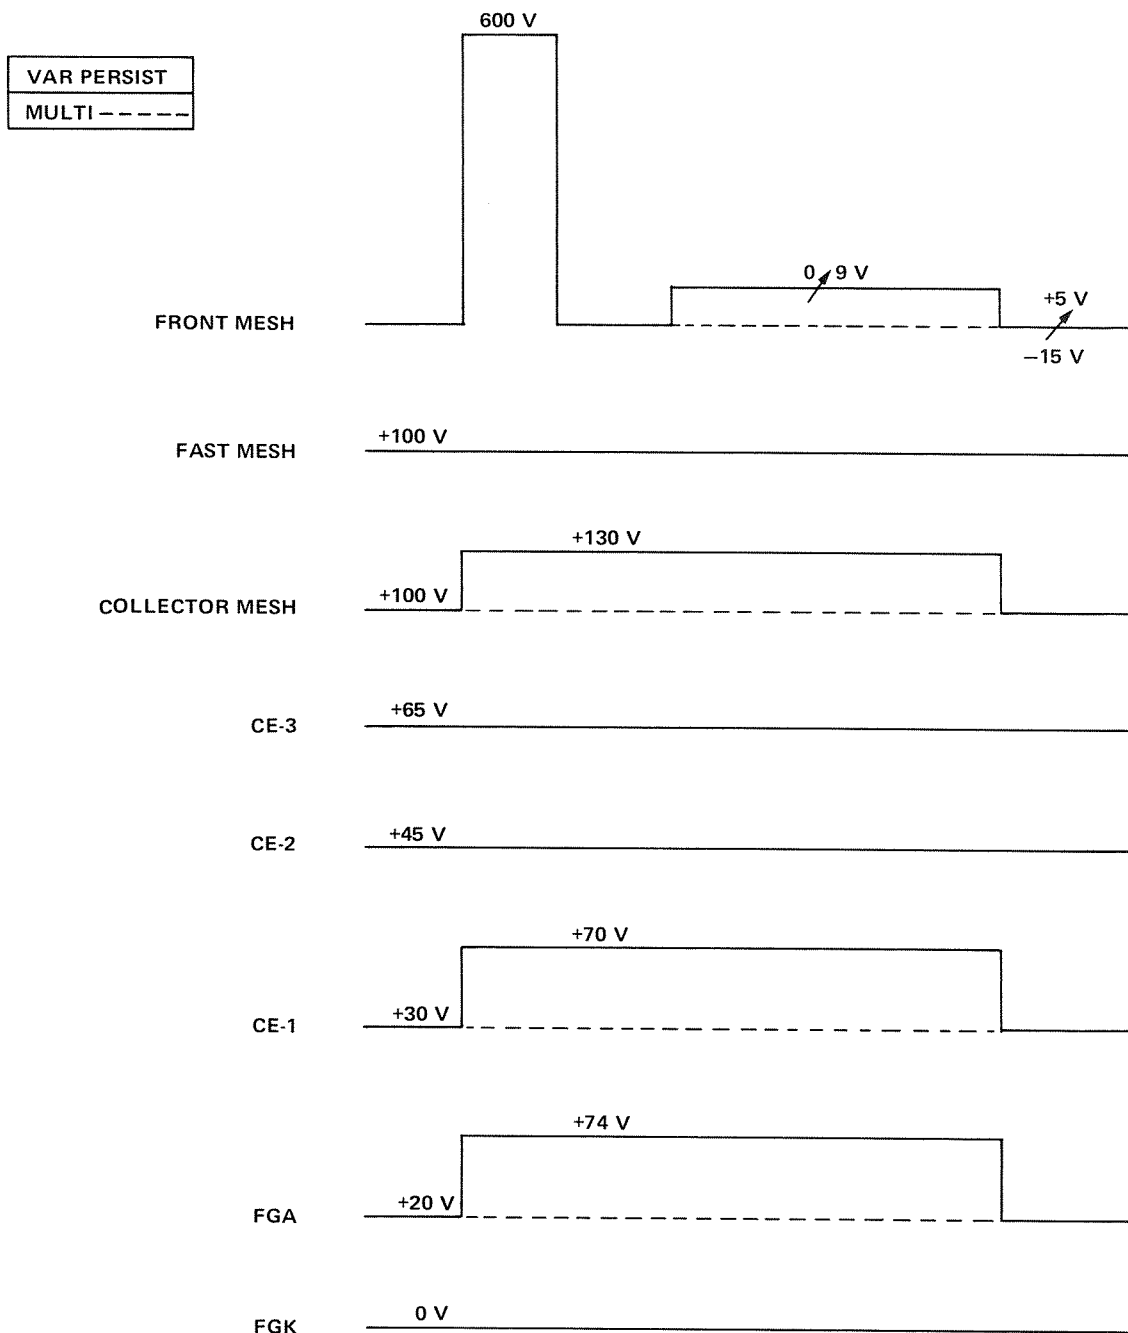 600 V
VAR PERSIST
MULTI -----
0 9 V
+5 V
FRONT MESH
−15 V
+100 V
FAST MESH
+130 V
+100 V
COLLECTOR MESH
+65 V
CE-3
+45 V
CE-2
+70 V
+30 V
CE-1
+74 V
+20 V
FGA
0 V
FGK